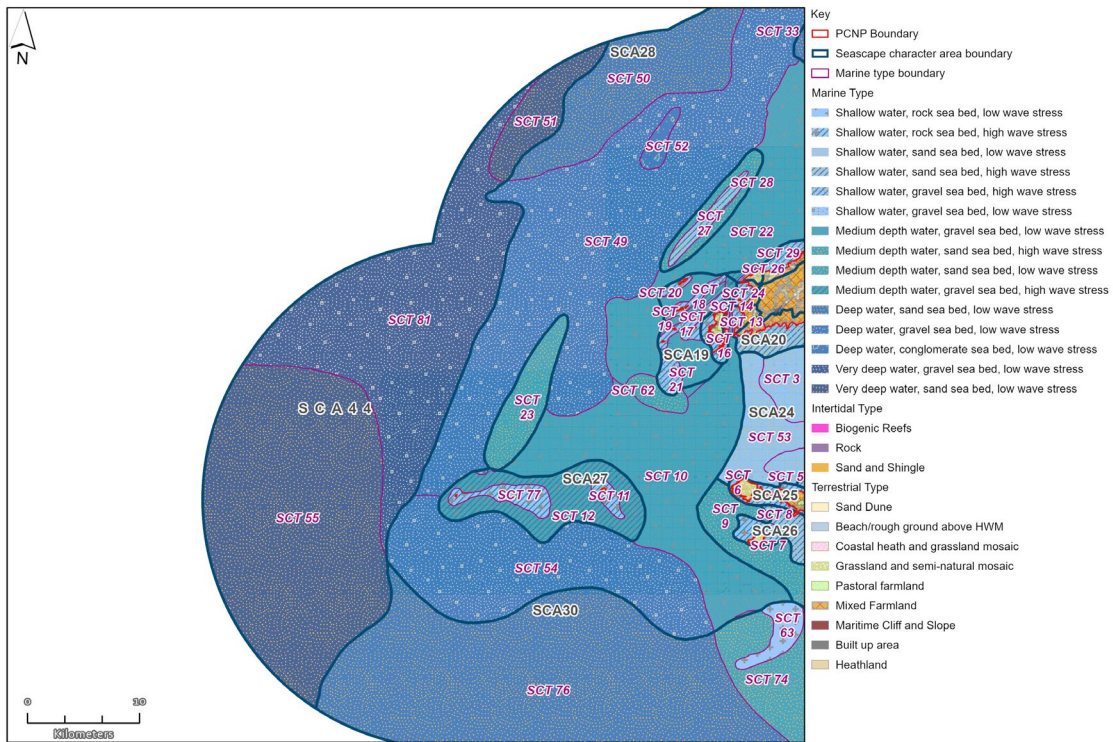 N
SCA28
SCT 33
SCT 50
SCT 51
SCT 52
SCT 28
SCT
27
SCT 22
SCT 49
SCT 29
SCT 26
SCT 20
SCT
18
SCT 24
SCT 14
SCT
19
SCT
17
SCT 13
SCT
16
SCA20
SCA19
SCT
21
SCT 81
SCT 3
SCT 62
SCA44
SCT
23
SCA24
SCT 53
SCT 10
SCA27
SCT 77
SCT 11
SCT 12
SCT 5
SCT
6
SCA25
SCT 8
SCT
9
SCA26
SCT 7
SCT 55
SCT 54
SCA30
SCT
63
SCT 74
SCT 76
0 10
Kilometers
Key
PCNP Boundary
Seascape character area boundary
Marine type boundary
Marine Type
Shallow water, rock sea bed, low wave stress
Shallow water, rock sea bed, high wave stress
Shallow water, sand sea bed, low wave stress
Shallow water, sand sea bed, high wave stress
Shallow water, gravel sea bed, high wave stress
Shallow water, gravel sea bed, low wave stress
Medium depth water, gravel sea bed, low wave stress
Medium depth water, sand sea bed, high wave stress
Medium depth water, sand sea bed, low wave stress
Medium depth water, gravel sea bed, high wave stress
Deep water, sand sea bed, low wave stress
Deep water, gravel sea bed, low wave stress
Deep water, conglomerate sea bed, low wave stress
Very deep water, gravel sea bed, low wave stress
Very deep water, sand sea bed, low wave stress
Intertidal Type
Biogenic Reefs
Rock
Sand and Shingle
Terrestrial Type
Sand Dune
Beach/rough ground above HWM
Coastal heath and grassland mosaic
Grassland and semi-natural mosaic
Pastoral farmland
Mixed Farmland
Maritime Cliff and Slope
Built up area
Heathland